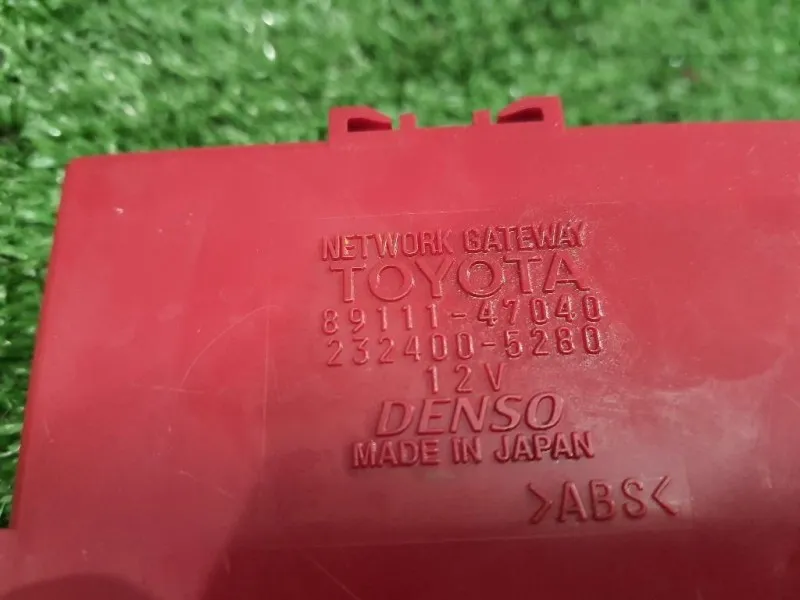 NETWORK GATEWAY
TOYOTA
89111-47040
232400-5280
12V
DENSO
MADE IN JAPAN
>ABS<